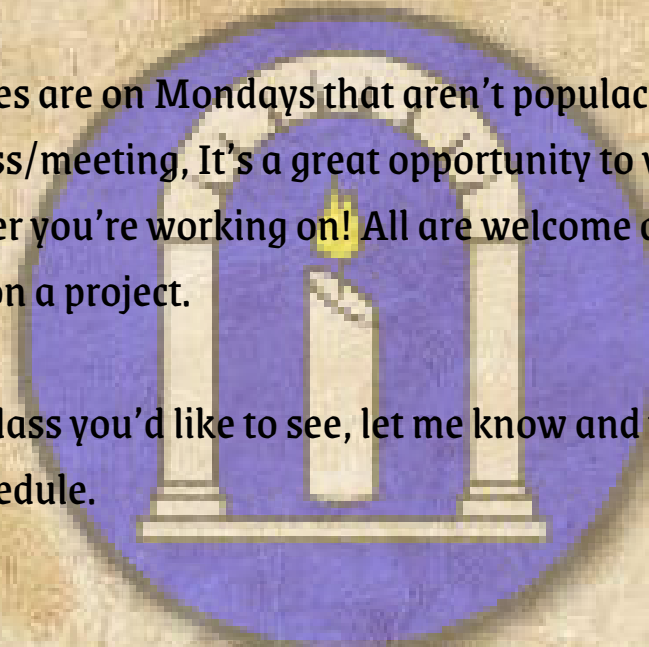 es are on Mondays that aren’t populac
ss/meeting, It’s a great opportunity to
er you’re working on! All are welcome
on a project.
lass you’d like to see, let me know and
edule.